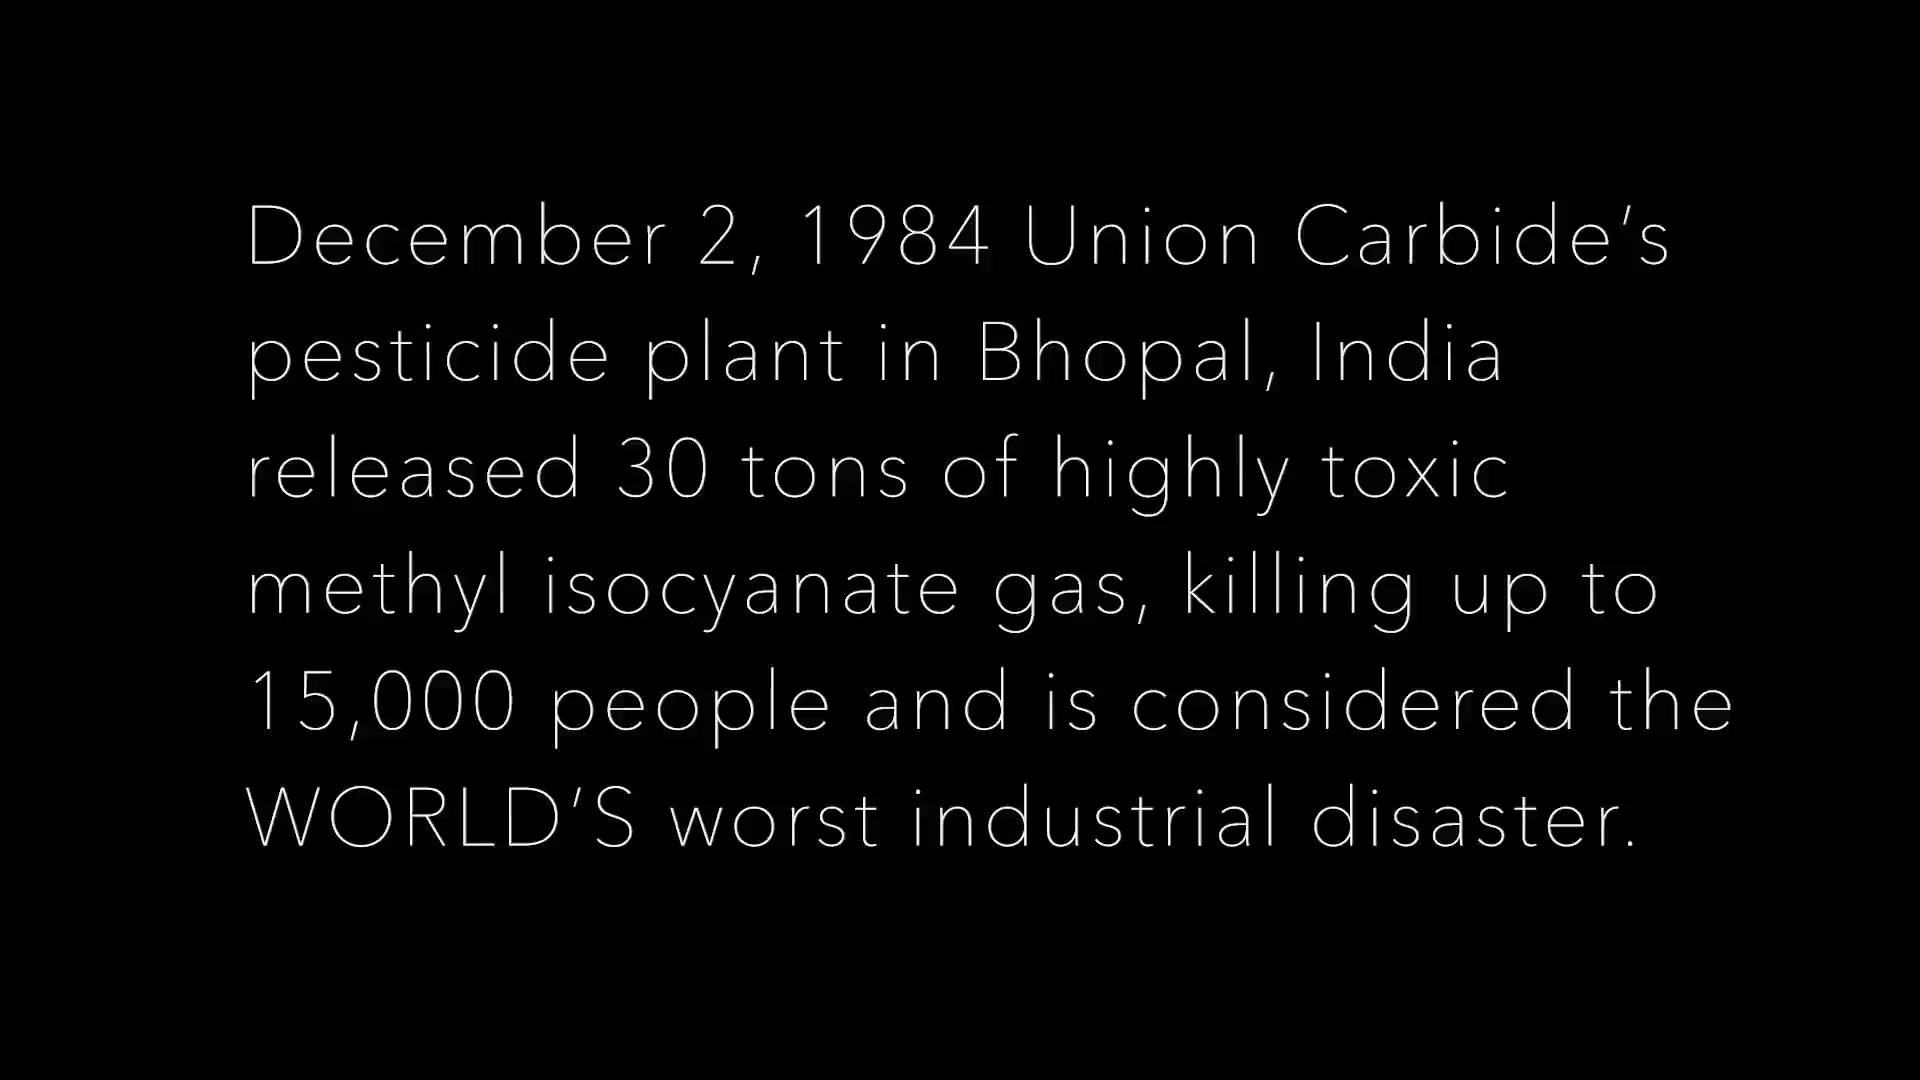 December 2, 1984 Union Carbide‘s
pesticide plant in Bhopal, India
released 30 tons of highly toxic
methyl isocyanate gas, killing up to
15,000 people and is considered the
WORLD‘S worst industrial disaster.